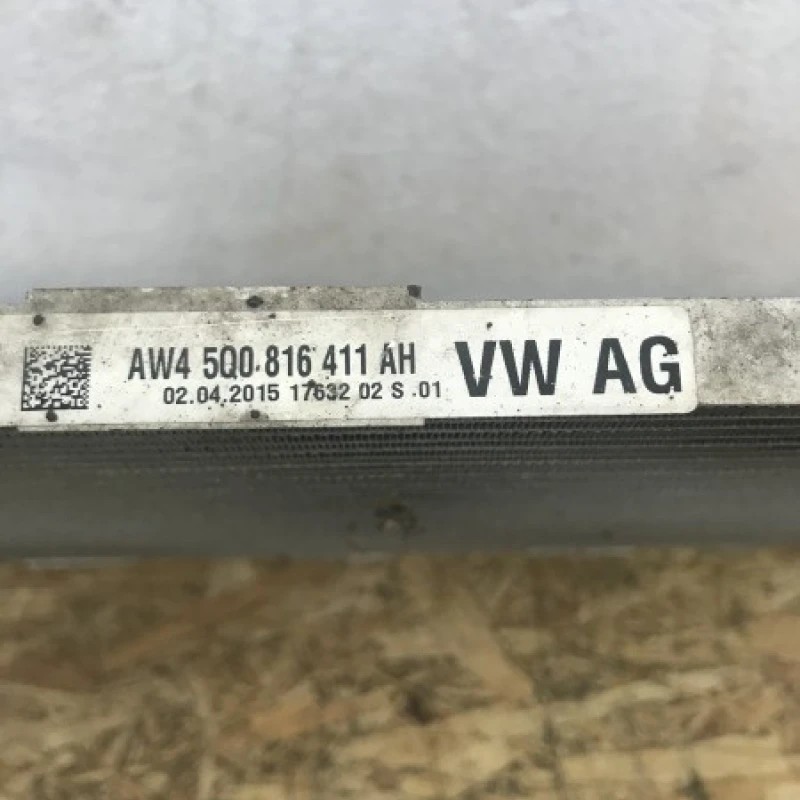 AW4 5Q0 816 411 AH VW AG
02.04.2015 17632 02 S .01